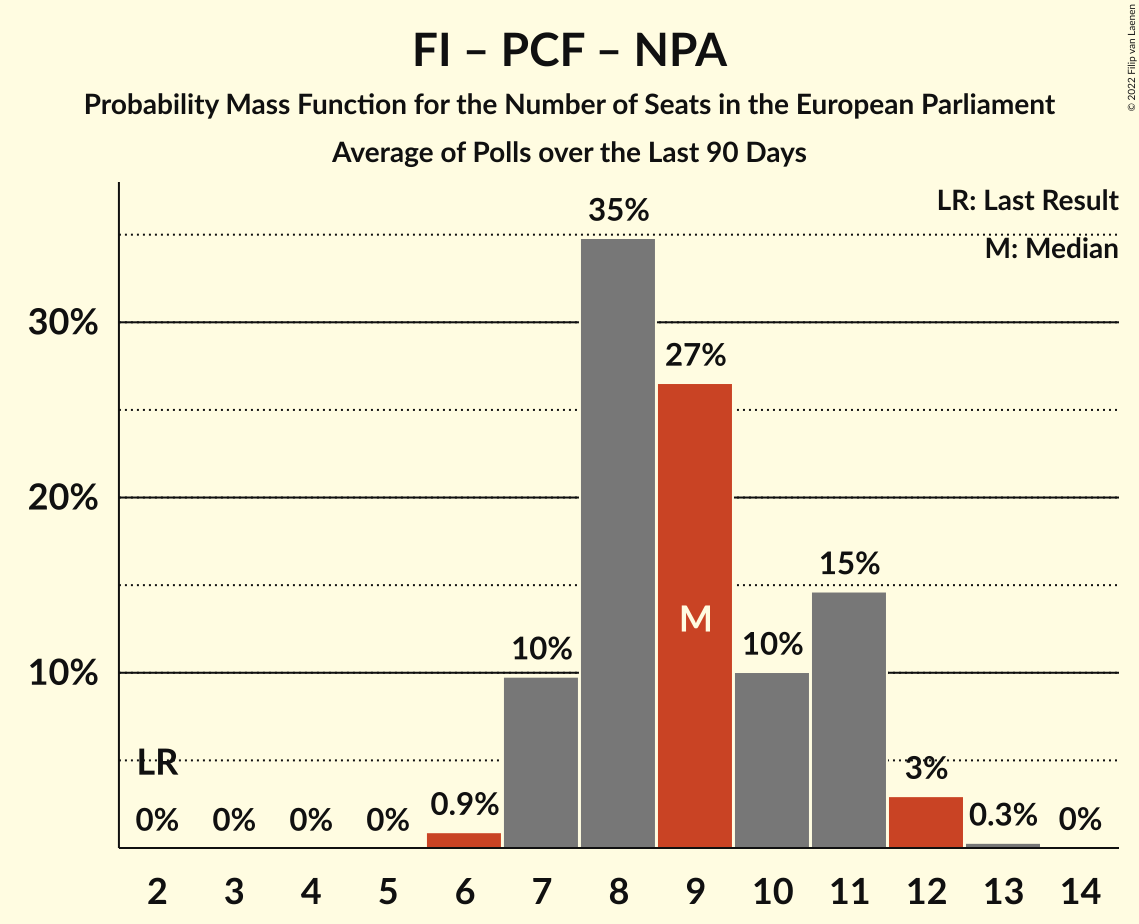 FI – PCF – NPA
Probability Mass Function for the Number of Seats in the European Parliament
Average of Polls over the Last 90 Days
© 2022 Filip van Laenen
LR: Last Result
M: Median
35%
30%
27%
20%
15%
M
10%
10%
10%
LR
3%
0%
0%
0%
0%
0.9%
0.3%
0%
2 3 4 5 6 7 8 9 10 11 12 13 14